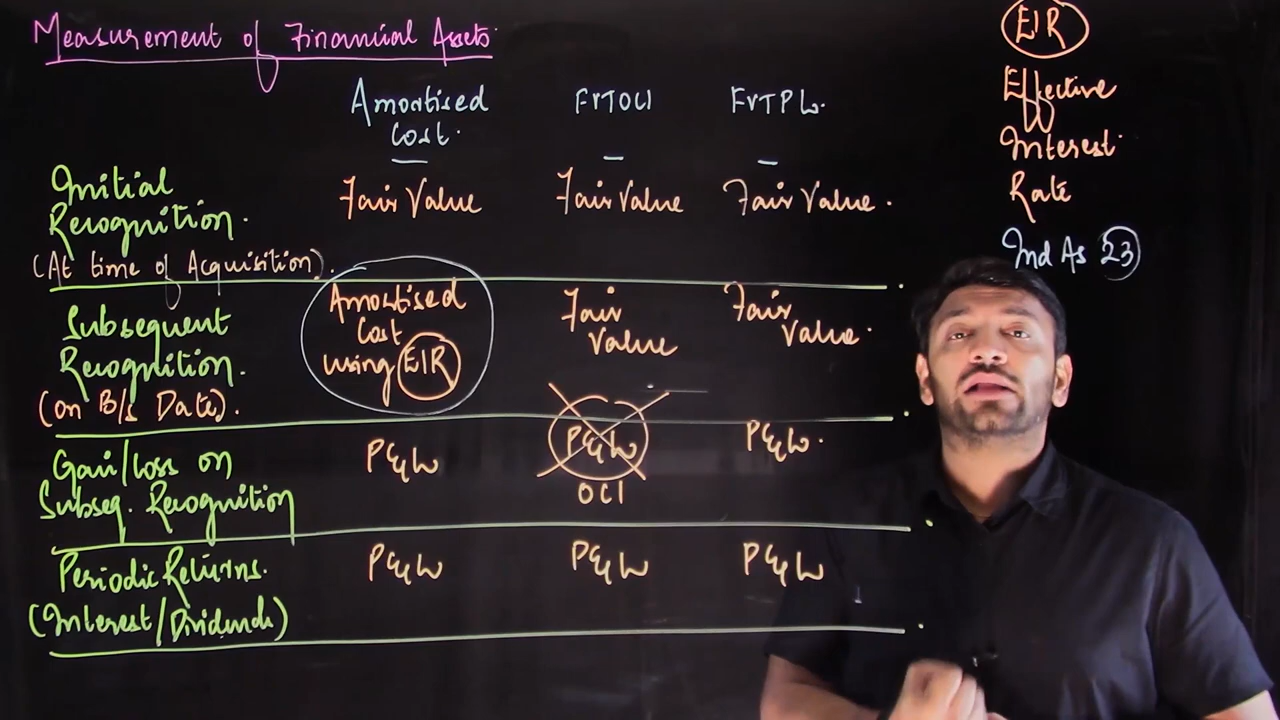 Measurement of Financial Assets
Amortised
Cost.
FVTOCI
FVTPL.
Initial
Recognition.
(At time of Acquisition).
Fair Value
Fair Value
Fair Value.
Subsequent
Recognition.
(on B/s Date).
Amortised
Cost
using EIR
Fair
Value
Fair
Value.
Gain/Loss on
Subseq. Recognition
P&L
P&L
OCI
P&L.
Periodic Returns.
(Interest/Dividends)
P&L
P&L
P&L
EIR
Effective
Interest
Rate
Ind As 23